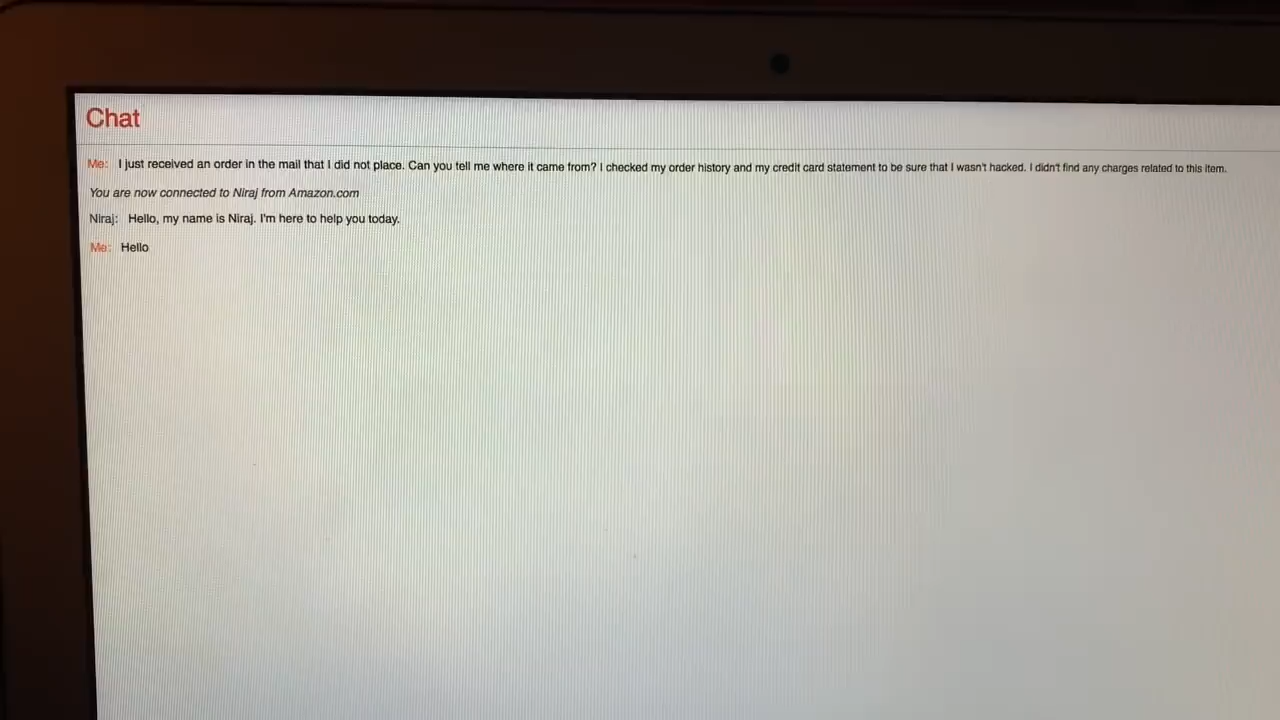 Chat
Me: I just received an order in the mail that I did not place. Can you tell me where it came from? I checked my order history and my credit card statement to be sure that I wasn't hacked. I didn't find any charges related to this item.
You are now connected to Niraj from Amazon.com
Niraj: Hello, my name is Niraj. I'm here to help you today.
Me: Hello